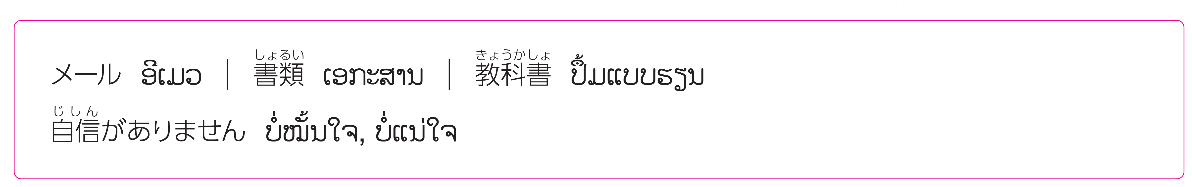 メール ອີເມວ | 書類 ເອກະສານ | 教科書 ປຶ້ມແບບຮຽນ
自信がありません ບໍ່ໝັ້ນໃຈ, ບໍ່ແນ່ໃຈ